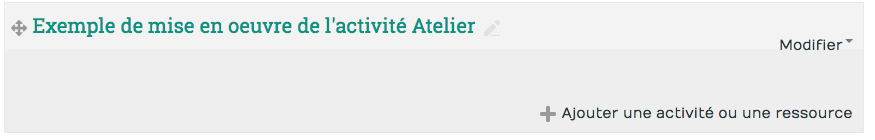 Exemple de mise en oeuvre de l'activité Atelier
Modifier
Ajouter une activité ou une ressource